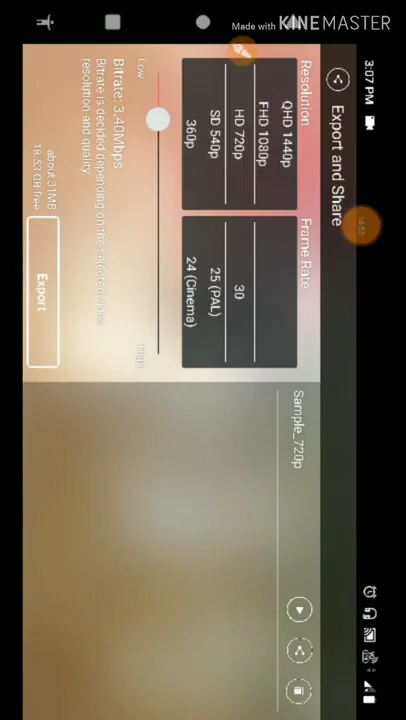 Made with KINEMASTER
3:07 PM
Export and Share
Resolution
QHD 1440p
FHD 1080p
HD 720p
SD 540p
360p
Frame Rate
30
25 (PAL)
24 (Cinema)
Low
High
Bitrate: 3.40Mbps
Bitrate is decided depending on the selected video
resolution and quality.
about 31MB
18.53 GB free
Export
Sample_720p